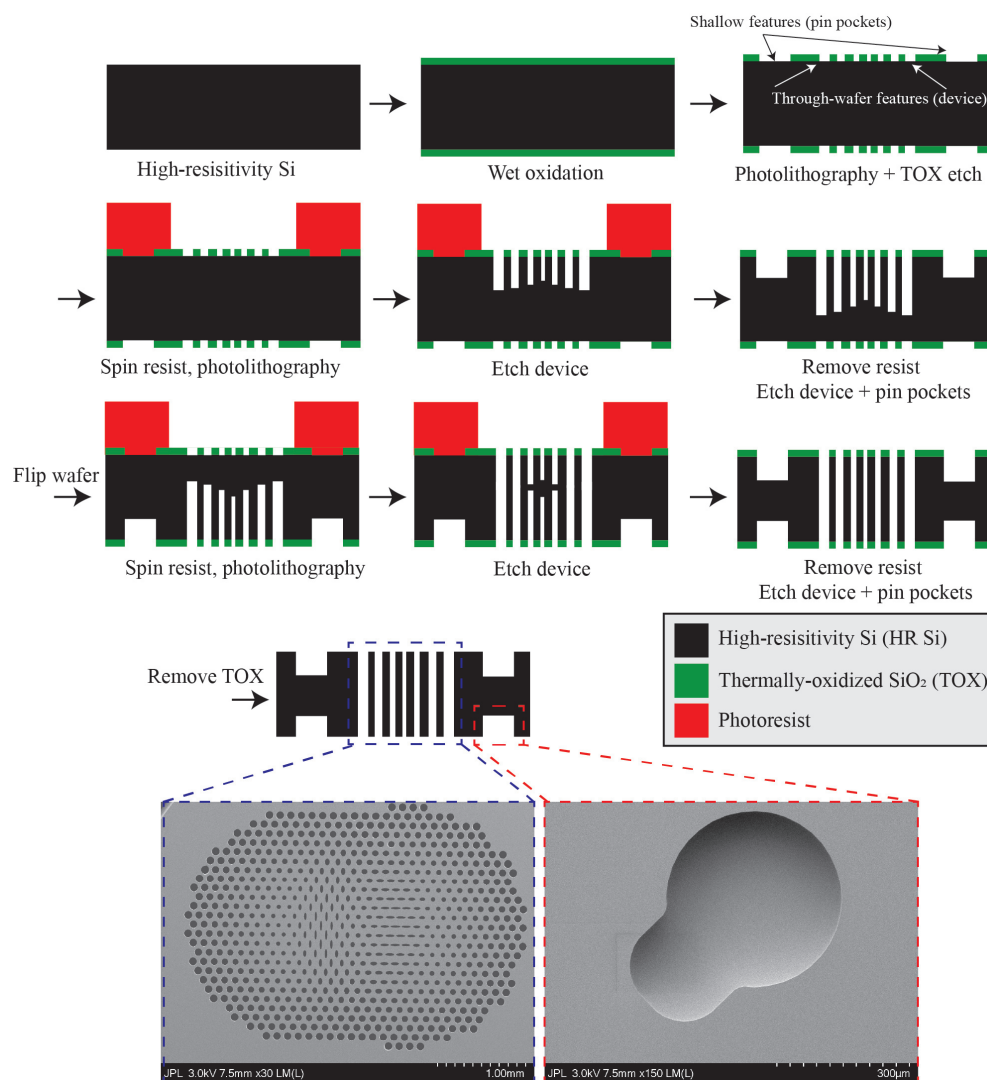 Shallow features (pin pockets)
Through-wafer features (device)
High-resisitivity Si
Wet oxidation
Photolithography + TOX etch
Spin resist, photolithography
Etch device
Remove resist
Etch device + pin pockets
Flip wafer
Spin resist, photolithography
Etch device
Remove resist
Etch device + pin pockets
Remove TOX
High-resisitivity Si (HR Si)
Thermally-oxidized SiO₂ (TOX)
Photoresist
JPL 3.0kV 7.5mm x30 LM(L) 1.00mm
JPL 3.0kV 7.5mm x150 LM(L) 300µm